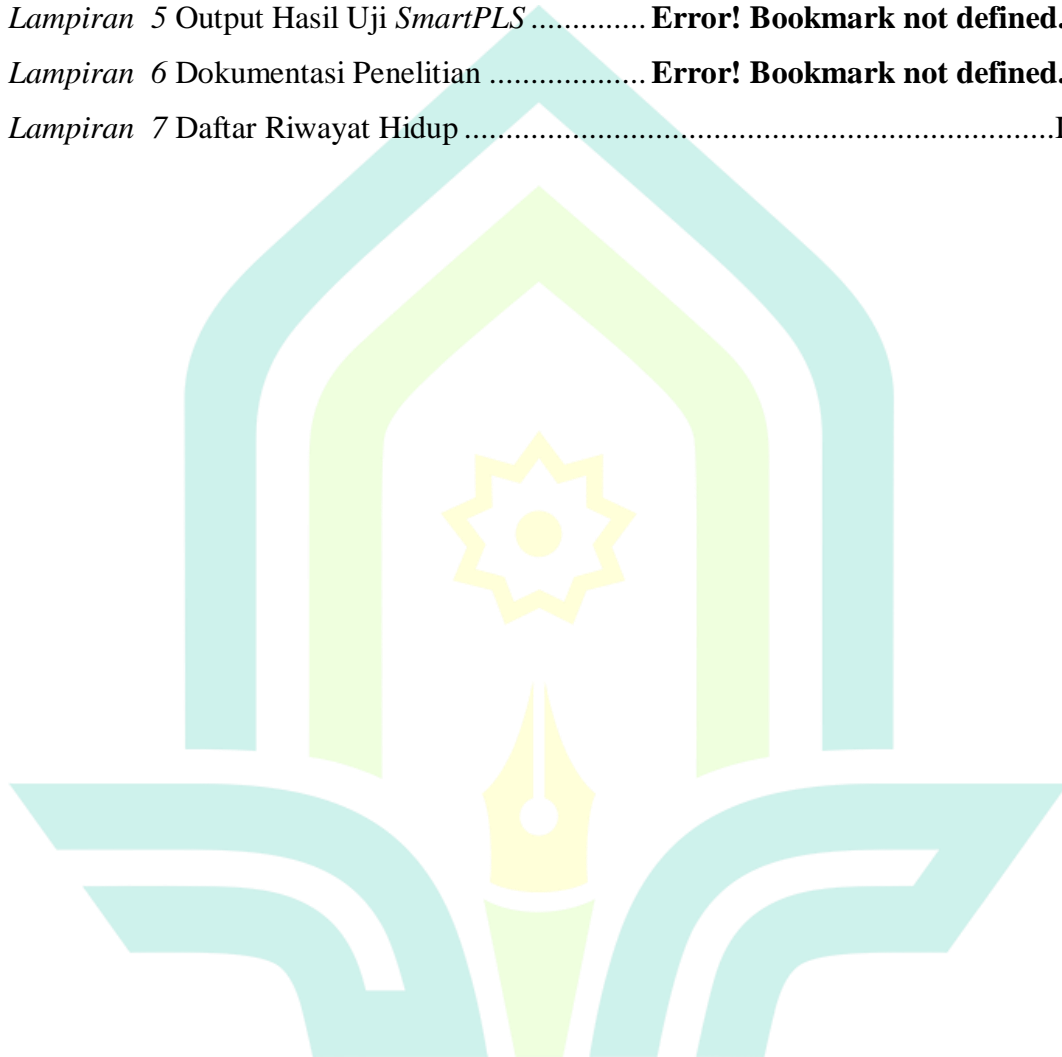 Lampiran 5 Output Hasil Uji SmartPLS............. Error! Bookmark not defined.
Lampiran 6 Dokumentasi Penelitian .................. Error! Bookmark not defined.
Lampiran 7 Daftar Riwayat Hidup ....................................................................